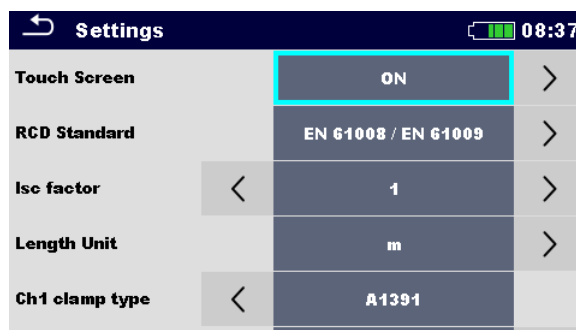 Settings 08:37
Touch Screen ON
RCD Standard EN 61008 / EN 61009
Isc factor 1
Length Unit m
Ch1 clamp type A1391